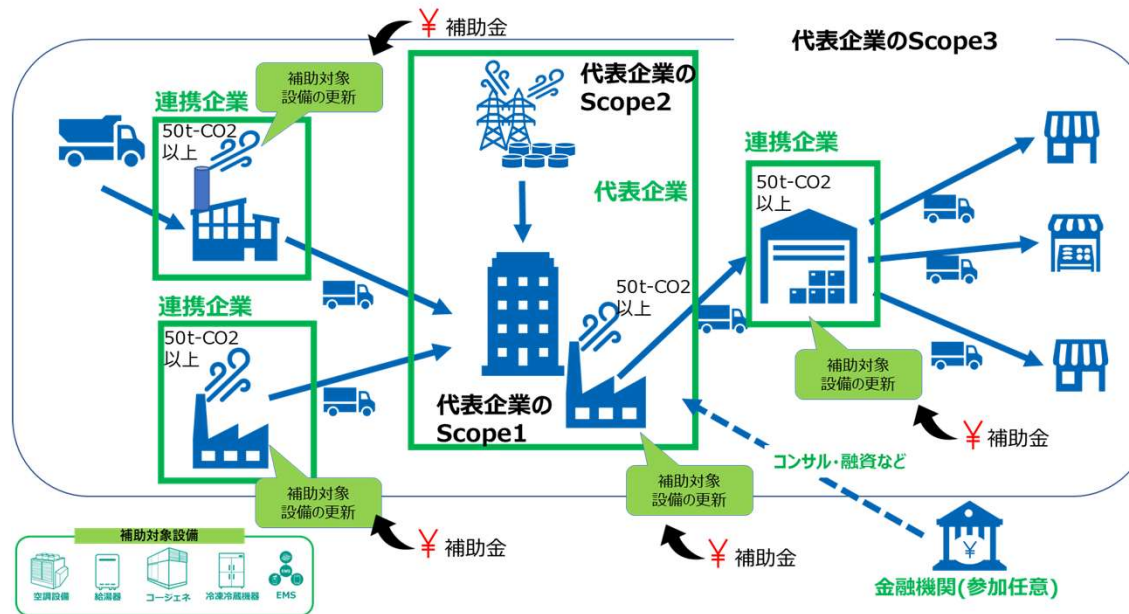 ¥ 補助金
代表企業のScope3
補助対象
設備の更新
連携企業
50t-CO2
以上
代表企業の
Scope2
代表企業
連携企業
50t-CO2
以上
連携企業
50t-CO2
以上
50t-CO2
以上
代表企業の
Scope1
補助対象
設備の更新
¥ 補助金
補助対象
設備の更新
¥ 補助金
補助対象
設備の更新
¥ 補助金
コンサル・融資など
¥
金融機関(参加任意)
補助対象設備
空調設備
給湯器
コージェネ
冷凍冷蔵機器
EMS
EMS